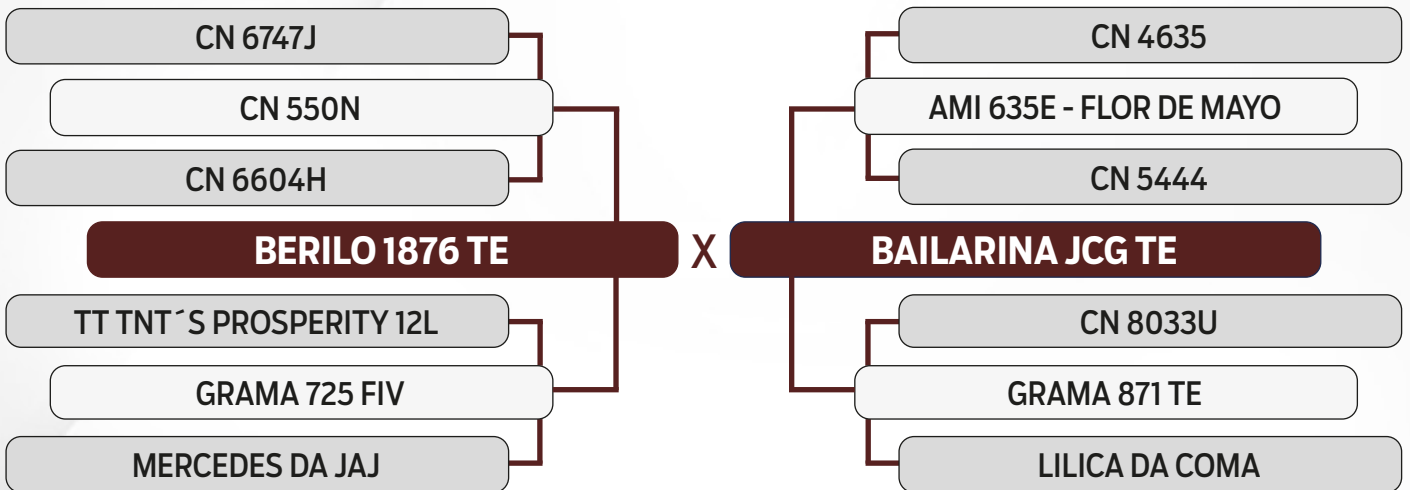 CN 6747J
CN 550N
CN 6604H
BERILO 1876 TE
TT TNT´S PROSPERITY 12L
GRAMA 725 FIV
MERCEDES DA JAJ
X
CN 4635
AMI 635E - FLOR DE MAYO
CN 5444
BAILARINA JCG TE
CN 8033U
GRAMA 871 TE
LILICA DA COMA